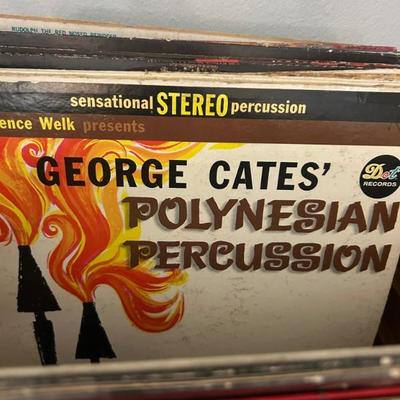 RUDOLPH THE RED NOSED REINDEER
sensational STEREO percussion
ence Welk presents
GEORGE CATES'
Dot
RECORDS
POLYNESIAN
PERCUSSION